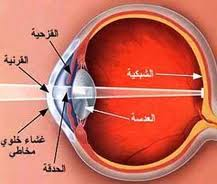 القزحية
القرنية
الشبكية
العدسة
غشاء خلوي
مخاطي
الحدقة